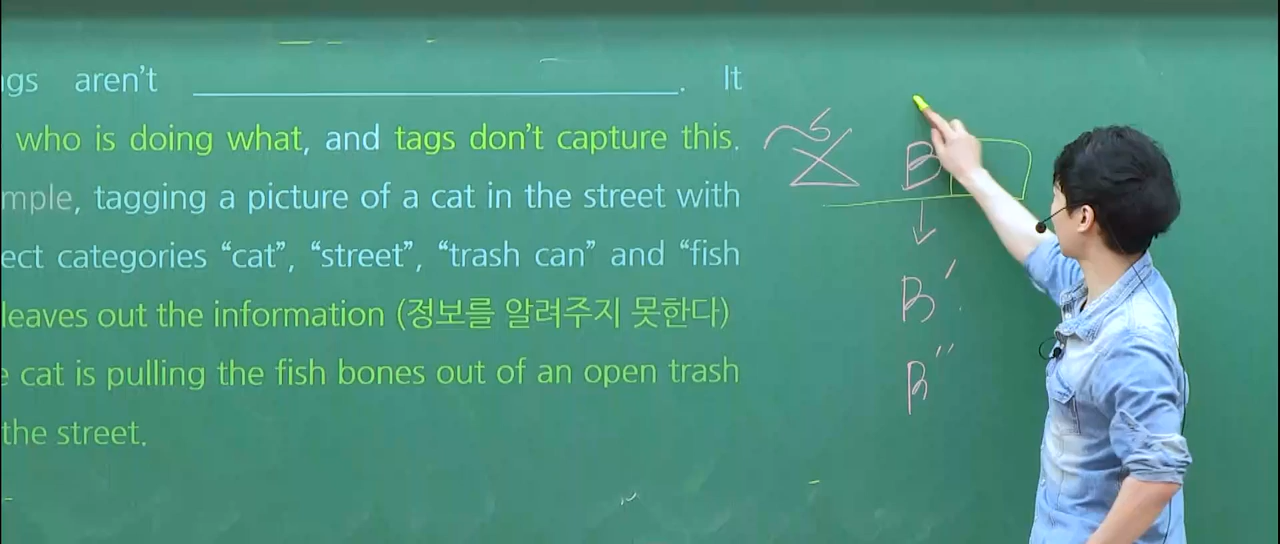 gs aren't ____________. It
who is doing what, and tags don't capture this.
mple, tagging a picture of a cat in the street with
ect categories "cat", "street", "trash can" and "fish
leaves out the information (정보를 알려주지 못한다)
e cat is pulling the fish bones out of an open trash
the street.
B
B'
B''